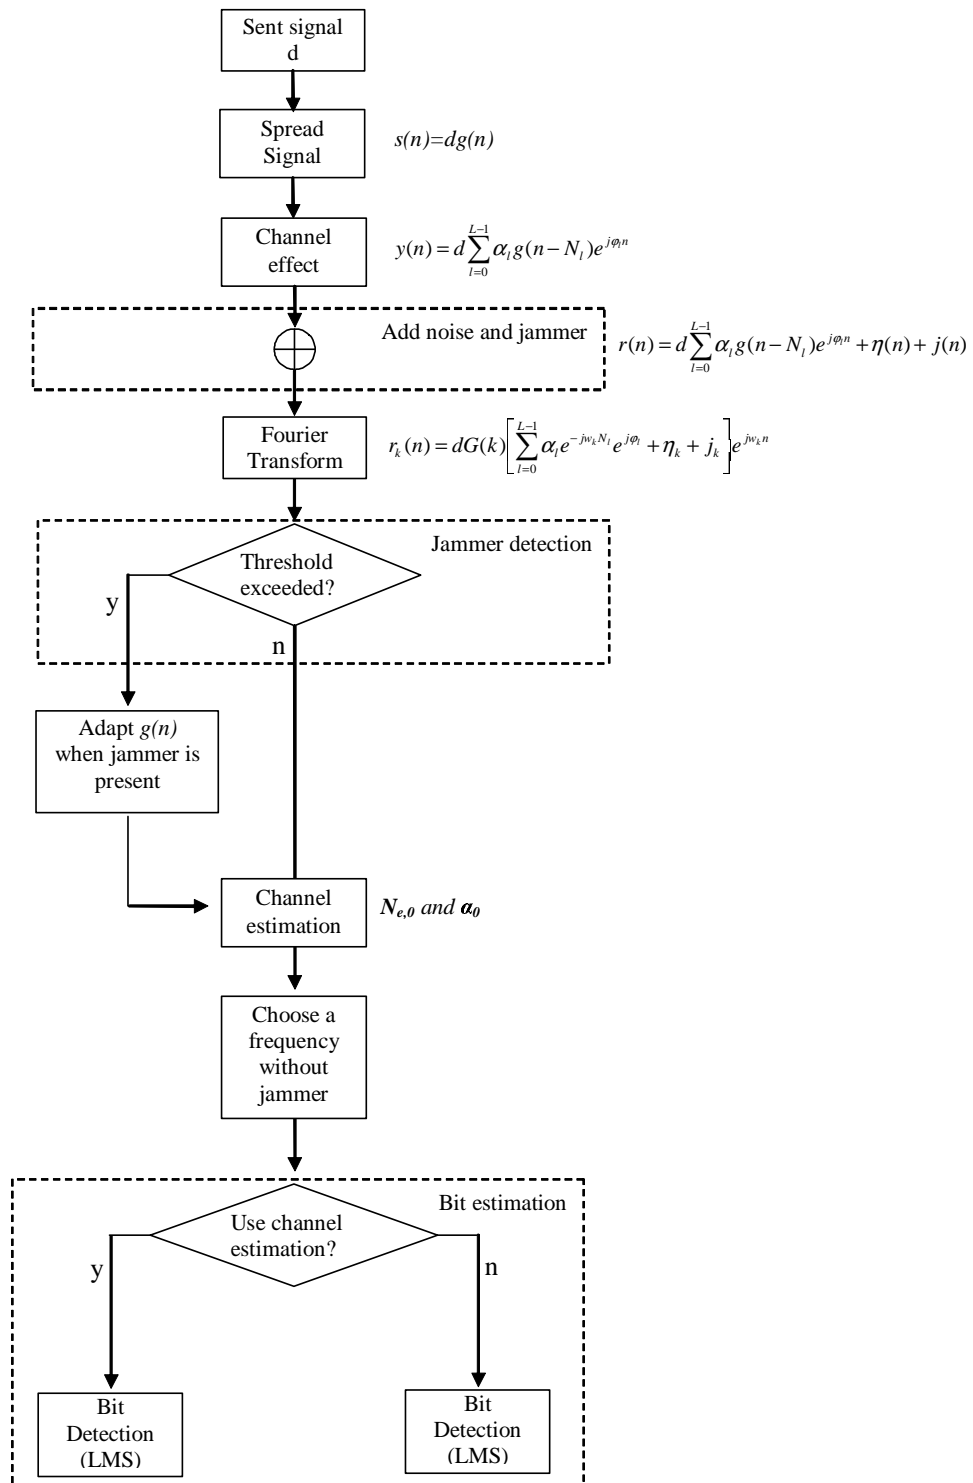 Sent signal
d
Spread
Signal
s(n)=dg(n)
Channel
effect
y(n) = d∑_{l=0}^{L-1} α_l g(n−N_l)e^{jφ_l n}
Add noise and jammer
r(n) = d∑_{l=0}^{L-1} α_l g(n−N_l)e^{jφ_l n} + η(n) + j(n)
Fourier
Transform
r_k(n) = dG(k)[∑_{l=0}^{L-1} α_l e^{−jw_k N_l} e^{jφ_l} + η_k + j_k]e^{jw_k n}
Jammer detection
Threshold
exceeded?
y
n
Adapt g(n)
when jammer is
present
Channel
estimation
N_{e,0} and α_0
Choose a
frequency
without
jammer
Bit estimation
Use channel
estimation?
y
n
Bit
Detection
(LMS)
Bit
Detection
(LMS)